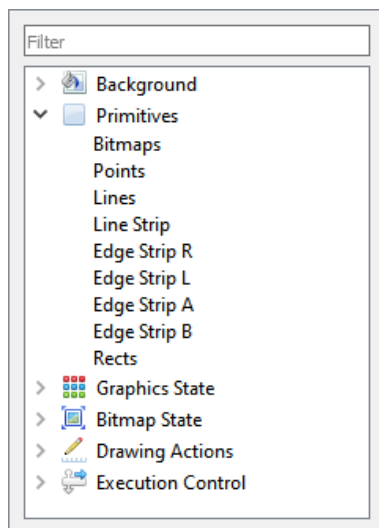 Filter
Background
Primitives
Bitmaps
Points
Lines
Line Strip
Edge Strip R
Edge Strip L
Edge Strip A
Edge Strip B
Rects
Graphics State
Bitmap State
Drawing Actions
Execution Control